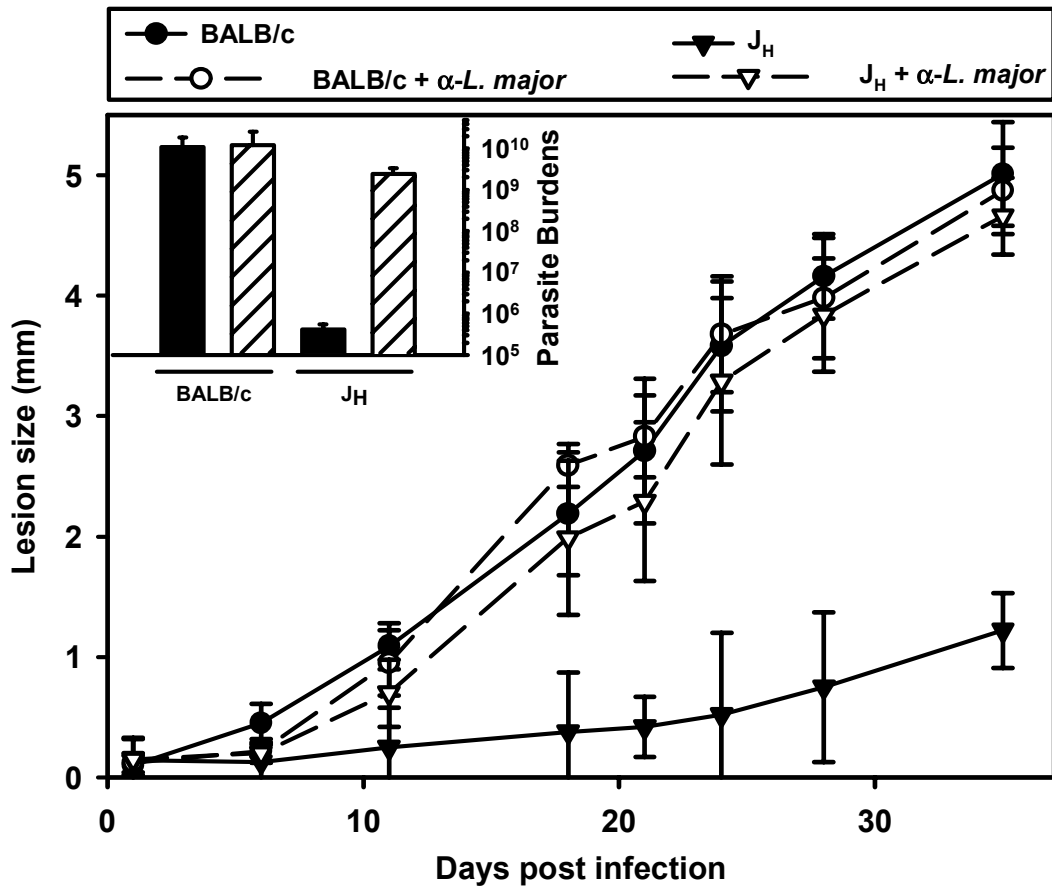 BALB/c
J_H
BALB/c + α-L. major
J_H + α-L. major
Lesion size (mm)
5
4
3
2
1
0
10^10
10^9
10^8
10^7
10^6
10^5
Parasite Burdens
BALB/c
J_H
0
10
20
30
Days post infection